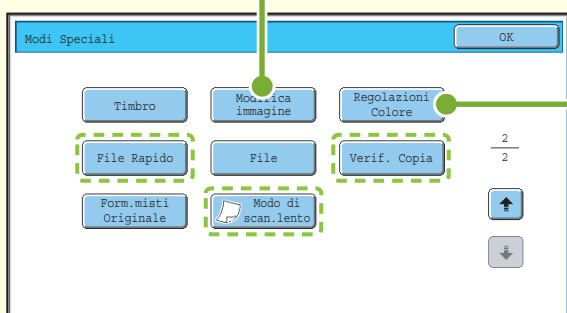 Modi Speciali
OK
Timbro
Modifica
immagine
Regolazioni
Colore
File Rapido
File
Verif. Copia
2
2
Form.misti
Originale
Modo di
scan.lento